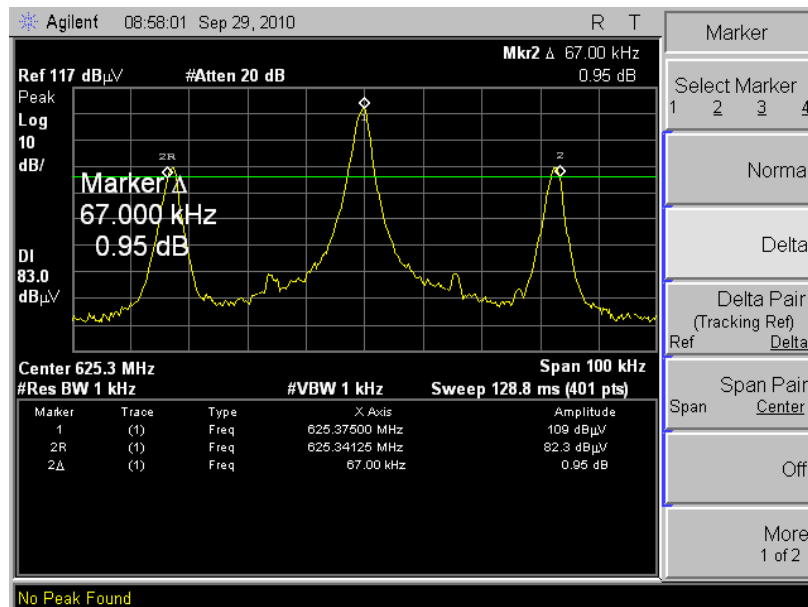 Agilent 08:58:01 Sep 29, 2010 R T
Mkr2 Δ 67.00 kHz
Ref 117 dBμV #Atten 20 dB 0.95 dB
Peak
Log
10
dB/
2R
1
2
Marker Δ
67.000 kHz
0.95 dB
DI
83.0
dBμV
Center 625.3 MHz Span 100 kHz
#Res BW 1 kHz #VBW 1 kHz Sweep 128.8 ms (401 pts)
Marker Trace Type X Axis Amplitude
1 (1) Freq 625.37500 MHz 109 dBμV
2R (1) Freq 625.34125 MHz 82.3 dBμV
2Δ (1) Freq 67.00 kHz 0.95 dB
No Peak Found
Marker
Select Marker
1 2 3 4
Norma
Delta
Delta Pair
(Tracking Ref)
Ref Delta
Span Pair
Span Center
Off
More
1 of 2